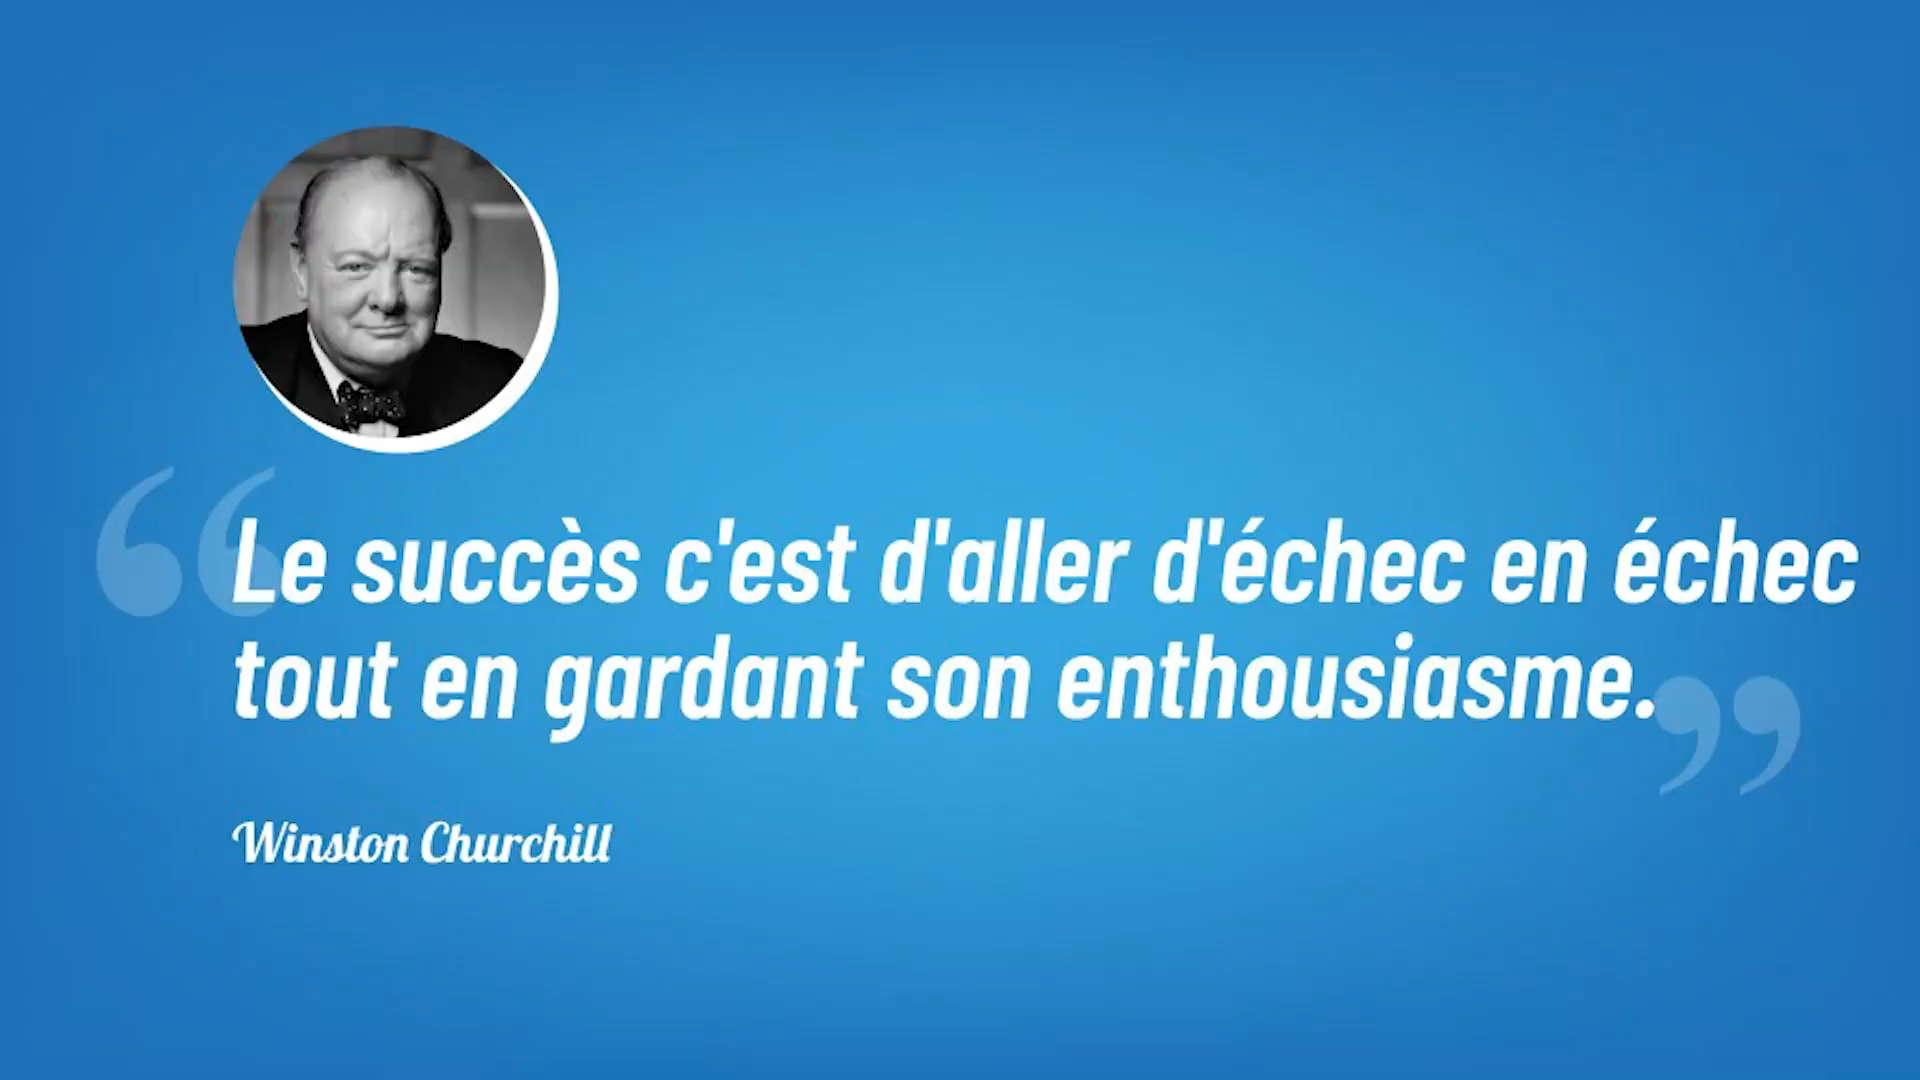 Le succès c'est d'aller d'échec en échec
tout en gardant son enthousiasme.
Winston Churchill